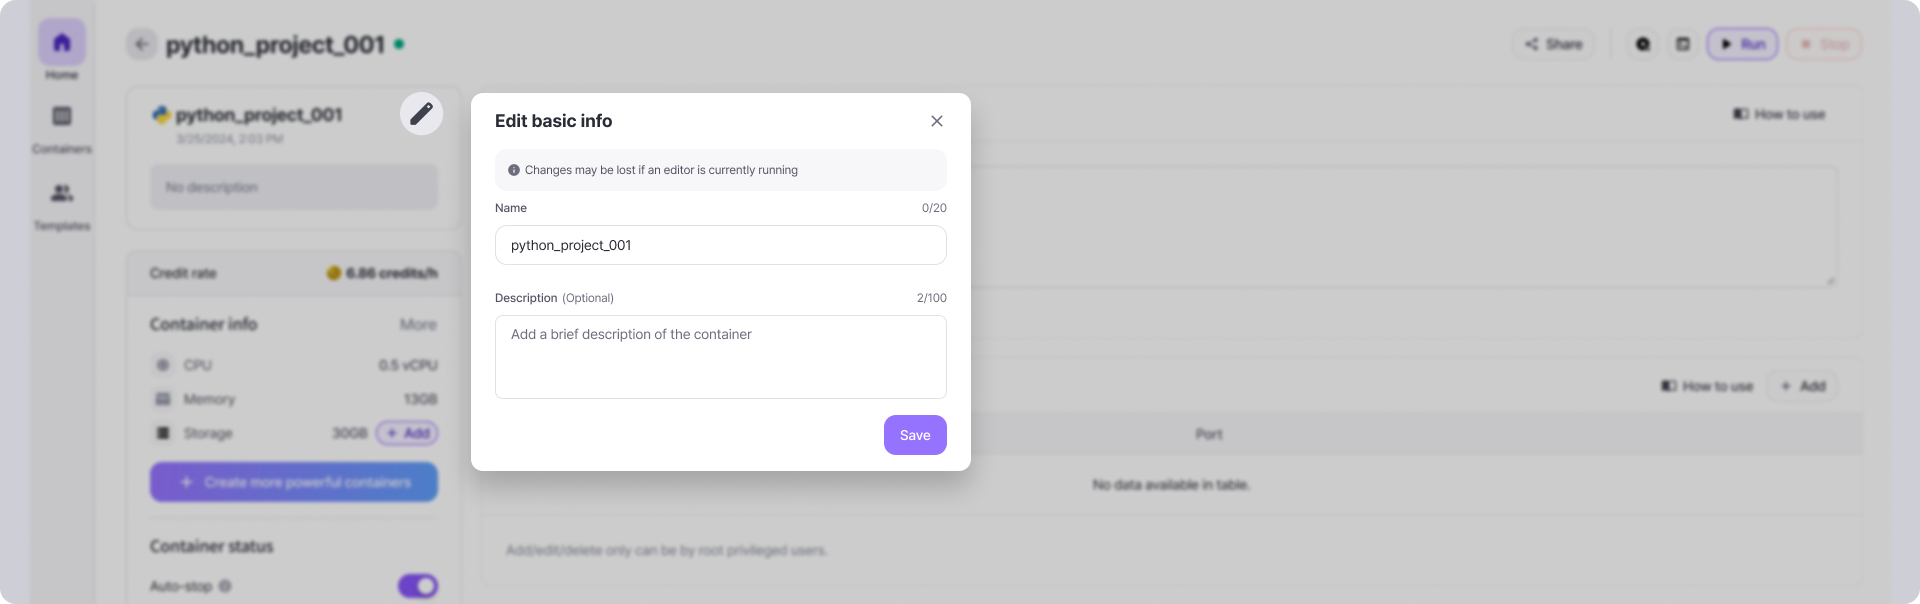 Home
Containers
Templates
python_project_001
Share
Run
Stop
python_project_001
3/25/2024, 2:03 PM
No description
Credit rate
6.86 credits/h
Container info
More
CPU
0.5 vCPU
Memory
13GB
Storage
30GB
+ Add
+ Create more powerful containers
Container status
Auto-stop
Edit basic info
Changes may be lost if an editor is currently running
Name
0/20
python_project_001
Description (Optional)
2/100
Add a brief description of the container
Save
How to use
How to use
+ Add
Port
No data available in table.
Add/edit/delete only can be by root privileged users.